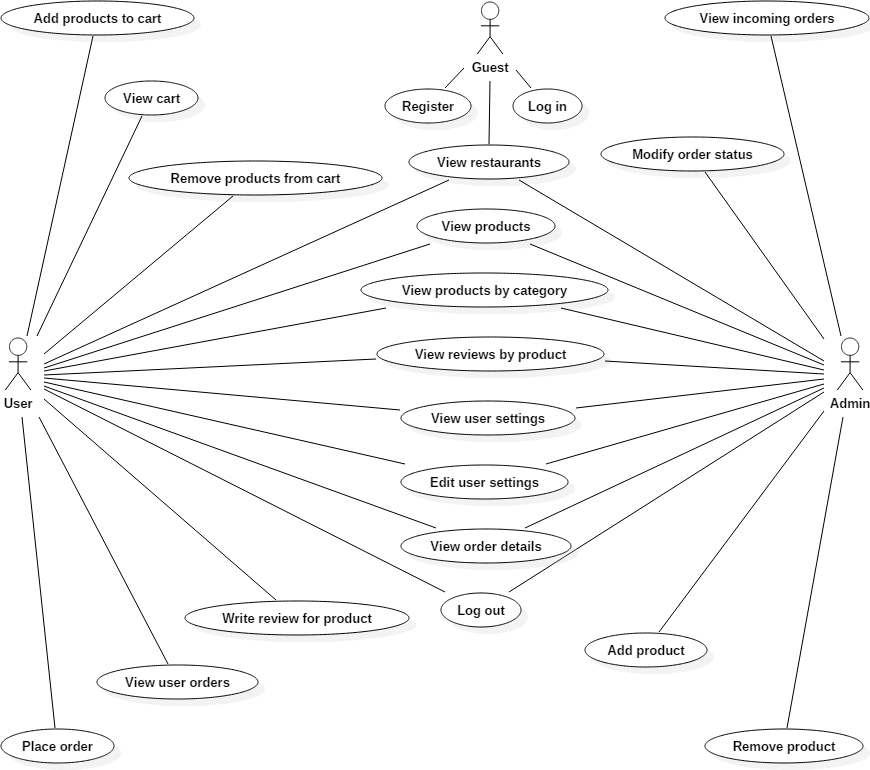 Add products to cart
View incoming orders
Guest
View cart
Register
Log in
Modify order status
View restaurants
Remove products from cart
View products
View products by category
View reviews by product
User
Admin
View user settings
Edit user settings
View order details
Log out
Write review for product
Add product
View user orders
Place order
Remove product